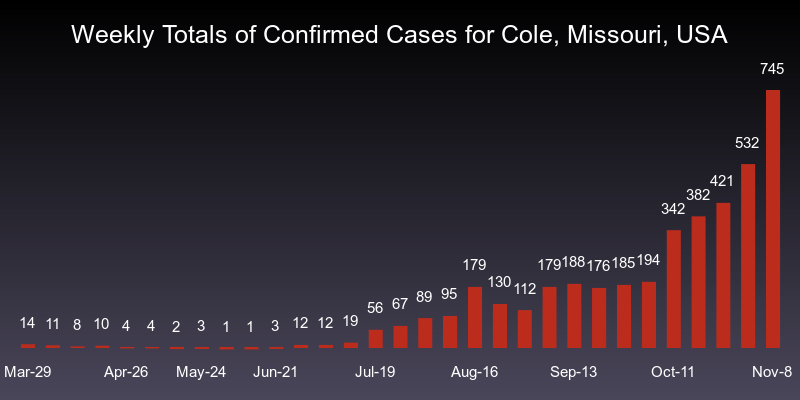 Weekly Totals of Confirmed Cases for Cole, Missouri, USA
14 11 8 10 4 4 2 3 1 1 3 12 12 19 56 67 89 95 179 130 112 179 188 176 185 194 342 382 421 532 745
Mar-29 Apr-26 May-24 Jun-21 Jul-19 Aug-16 Sep-13 Oct-11 Nov-8